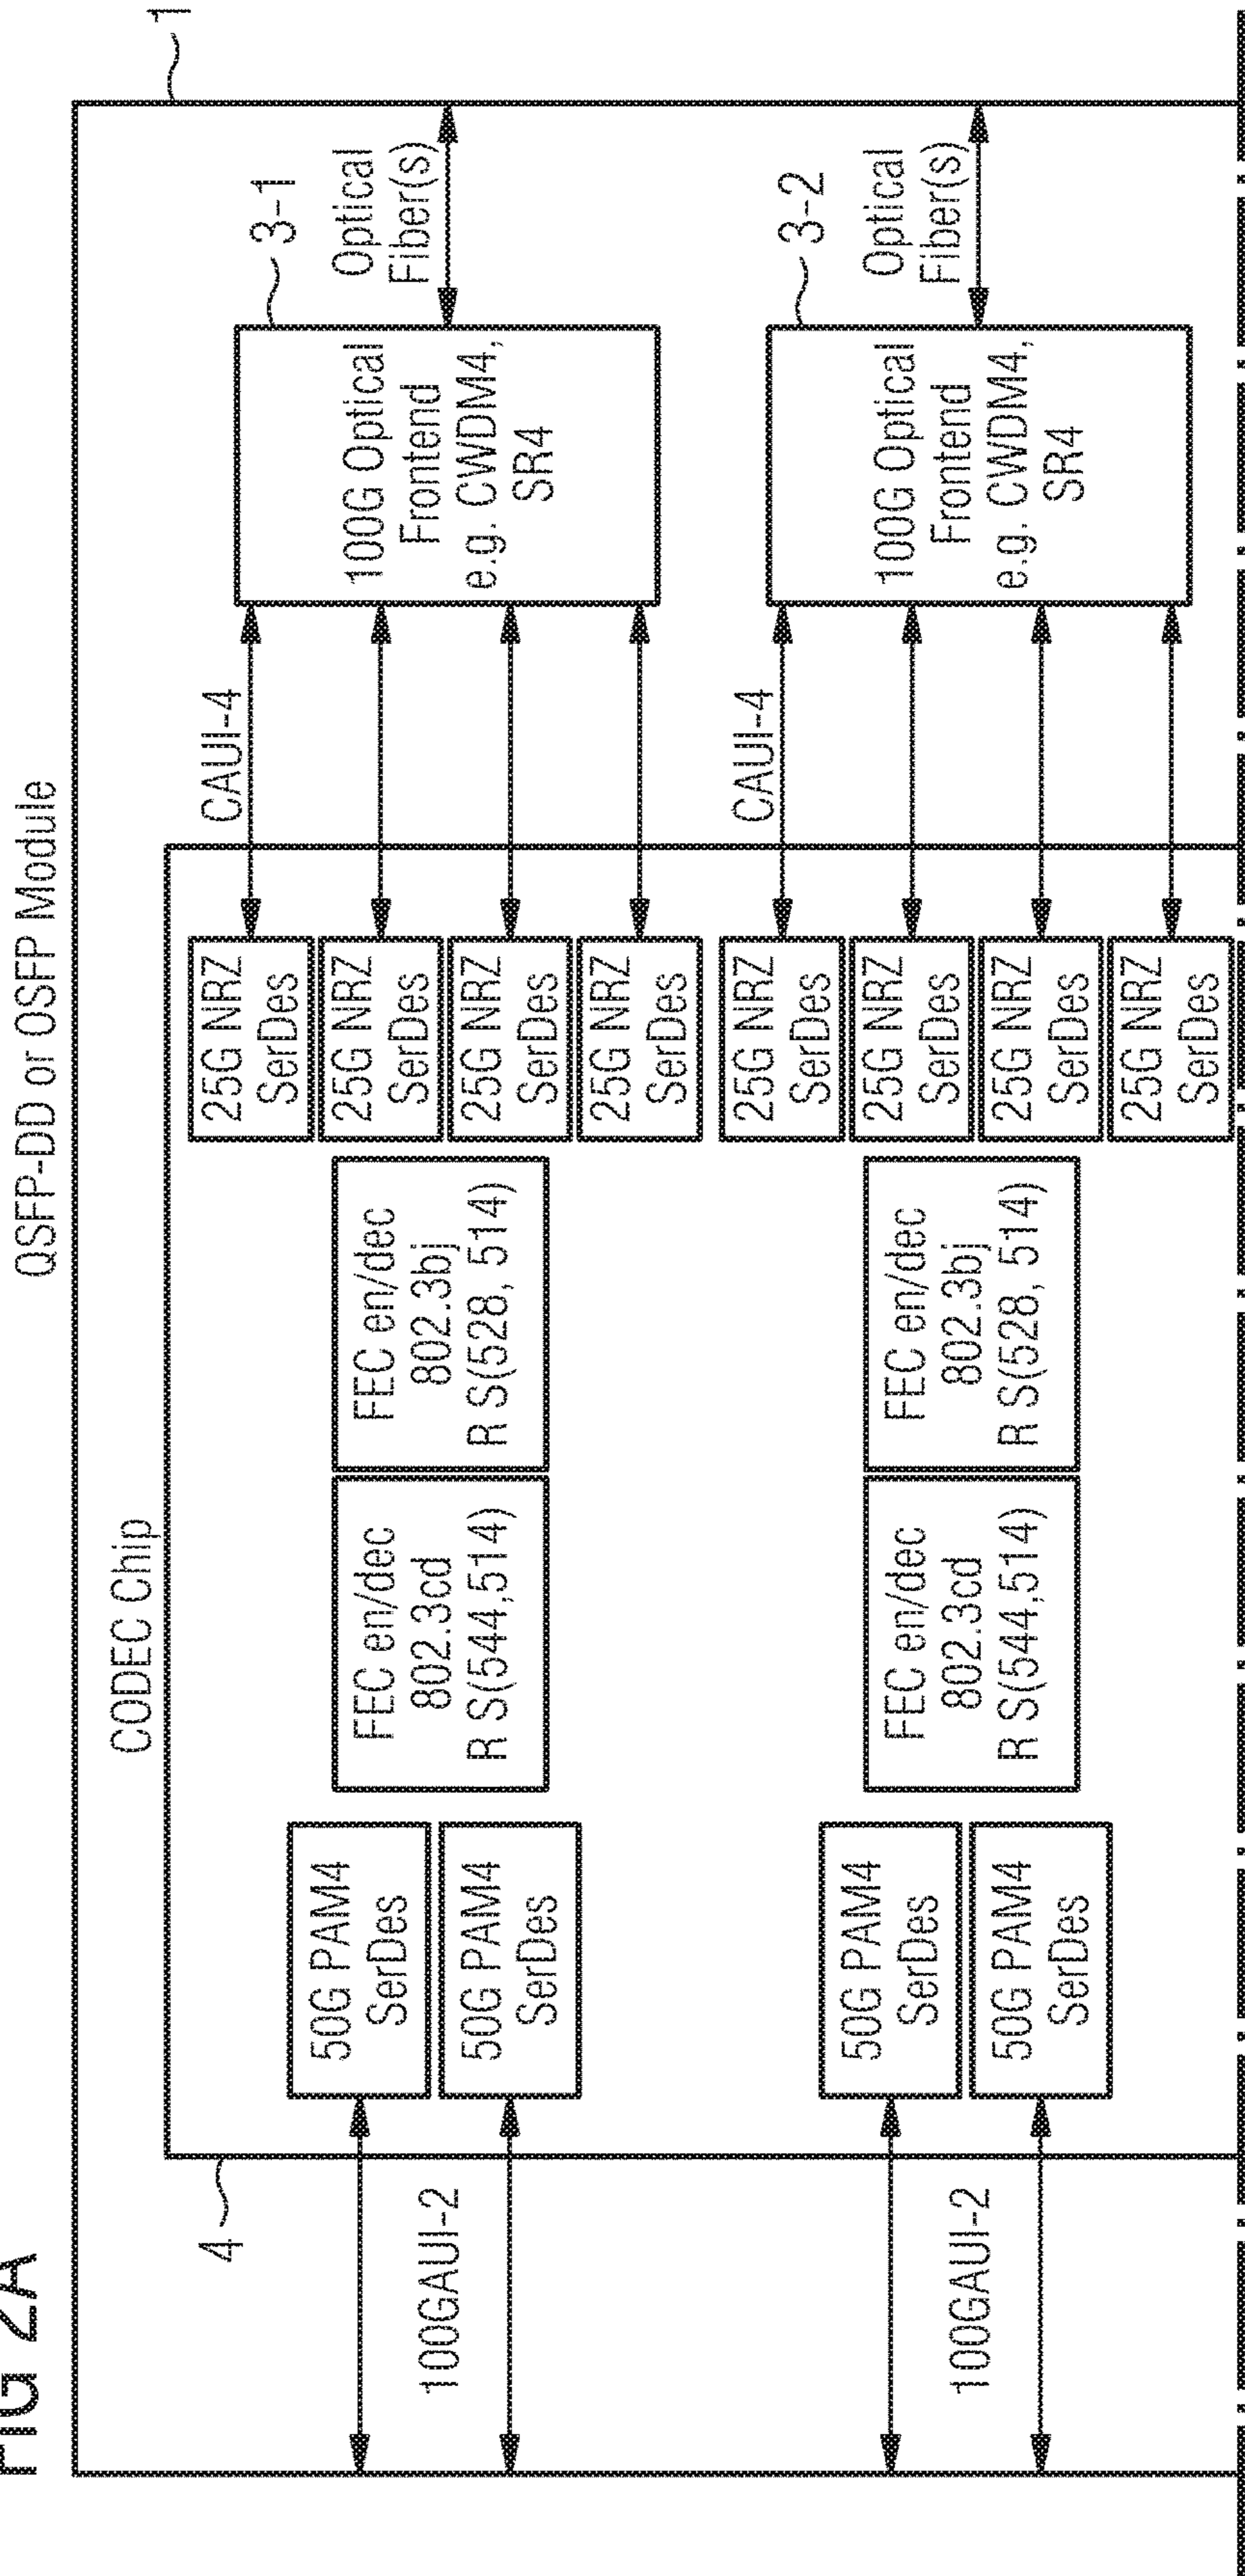 FIG 2A
QSFP-DD or OSFP Module
1
CODEC Chip
4
100GAUI-2
50G PAM4
SerDes
50G PAM4
SerDes
FEC en/dec
802.3cd
R S(544,514)
FEC en/dec
802.3bj
R S(528, 514)
25G NRZ
SerDes
25G NRZ
SerDes
25G NRZ
SerDes
25G NRZ
SerDes
CAUI-4
100G Optical
Frontend
e.g. CWDM4,
SR4
3-1
Optical
Fiber(s)
100GAUI-2
50G PAM4
SerDes
50G PAM4
SerDes
FEC en/dec
802.3cd
R S(544,514)
FEC en/dec
802.3bj
R S(528, 514)
25G NRZ
SerDes
25G NRZ
SerDes
25G NRZ
SerDes
25G NRZ
SerDes
CAUI-4
100G Optical
Frontend
e.g. CWDM4,
SR4
3-2
Optical
Fiber(s)